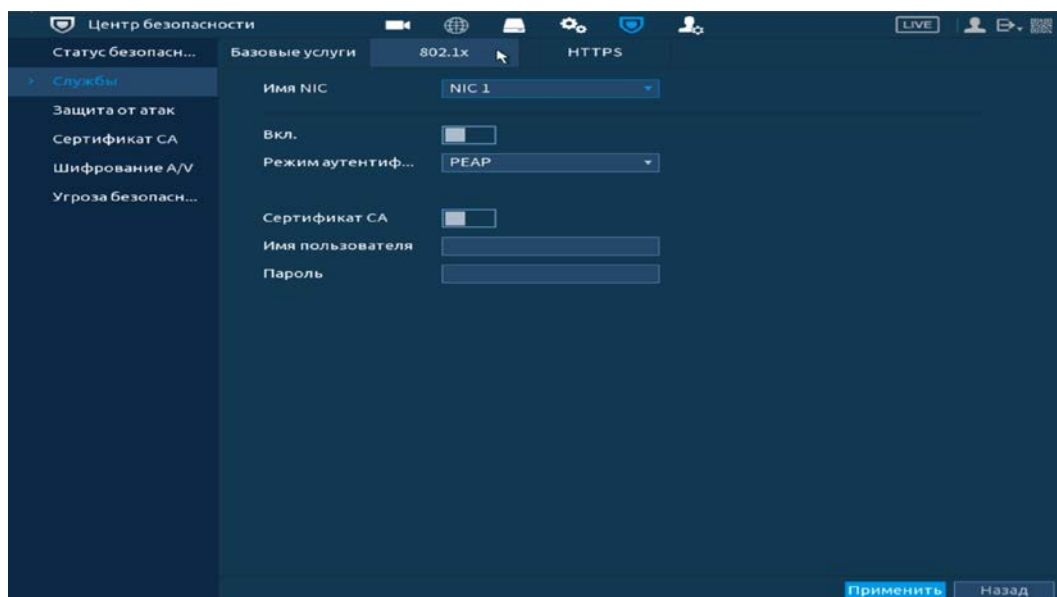 Центр безопасности
LIVE
Статус безопасн...
Базовые услуги
802.1x
HTTPS
Службы
Защита от атак
Сертификат CA
Шифрование A/V
Угроза безопасн...
Имя NIC
NIC 1
Вкл.
Режим аутентиф...
PEAP
Сертификат CA
Имя пользователя
Пароль
Применить
Назад